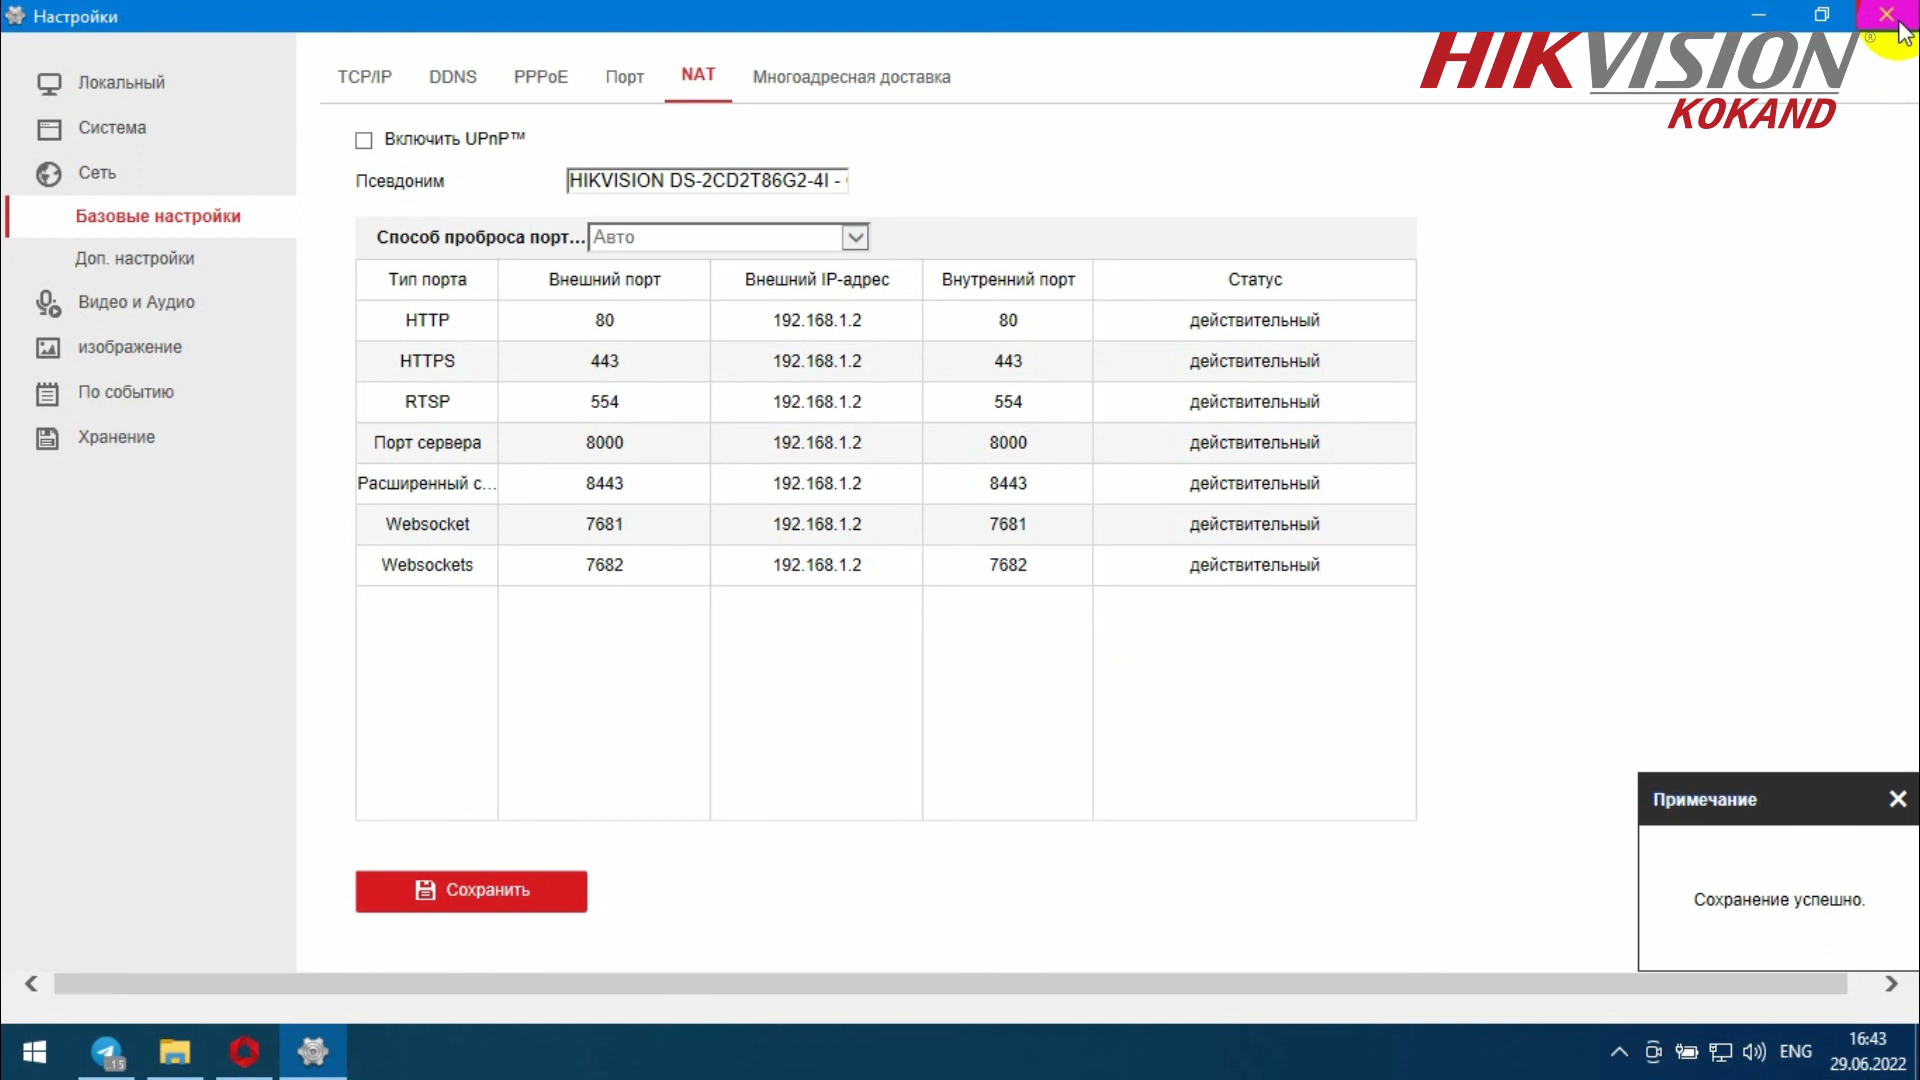 Настройки
HIKVISION ®
KOKAND
Локальный
Система
Сеть
Базовые настройки
Доп. настройки
Видео и Аудио
изображение
По событию
Хранение
TCP/IP DDNS PPPoE Порт NAT Многоадресная доставка
Включить UPnP™
Псевдоним HIKVISION DS-2CD2T86G2-4I -
Способ проброса порт... Авто
Тип порта Внешний порт Внешний IP-адрес Внутренний порт Статус
HTTP 80 192.168.1.2 80 действительный
HTTPS 443 192.168.1.2 443 действительный
RTSP 554 192.168.1.2 554 действительный
Порт сервера 8000 192.168.1.2 8000 действительный
Расширенный с... 8443 192.168.1.2 8443 действительный
Websocket 7681 192.168.1.2 7681 действительный
Websockets 7682 192.168.1.2 7682 действительный
Сохранить
Примечание
Сохранение успешно.
15
ENG
16:43
29.06.2022